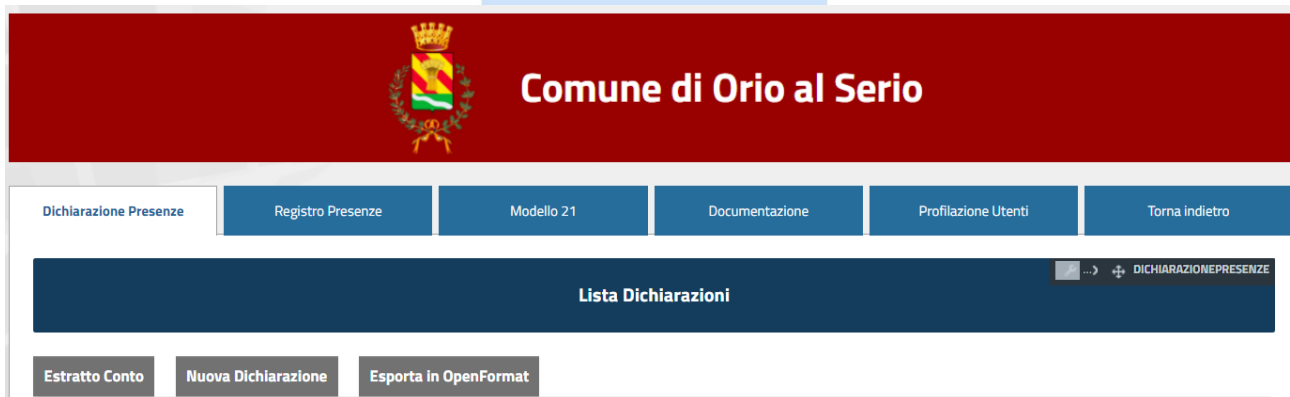 Comune di Orio al Serio
Dichiarazione Presenze Registro Presenze Modello 21 Documentazione Profilazione Utenti Torna indietro
...› DICHIARAZIONEPRESENZE
Lista Dichiarazioni
Estratto Conto Nuova Dichiarazione Esporta in OpenFormat